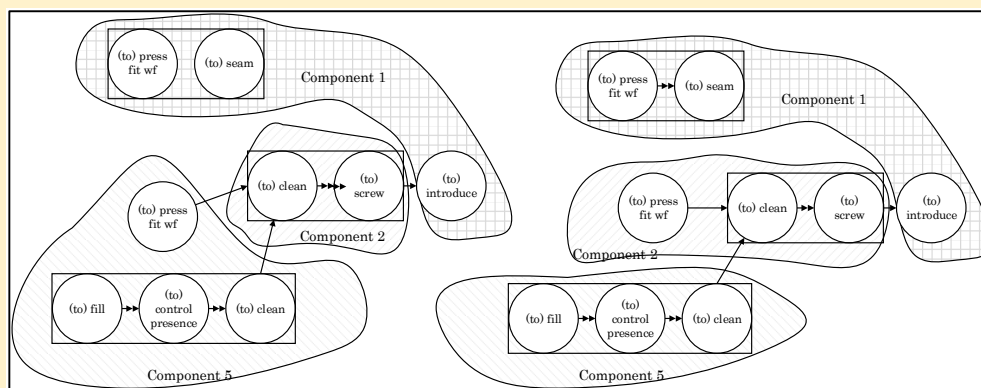 (to) press
fit wf
(to) seam
Component 1
(to) clean
(to)
screw
(to)
introduce
(to) press
fit wf
Component 2
(to) fill
(to)
control
presence
(to) clean
Component 5
(to) press
fit wf
(to) seam
Component 1
(to) press
fit wf
(to) clean
(to)
screw
(to)
introduce
Component 2
(to) fill
(to)
control
presence
(to) clean
Component 5